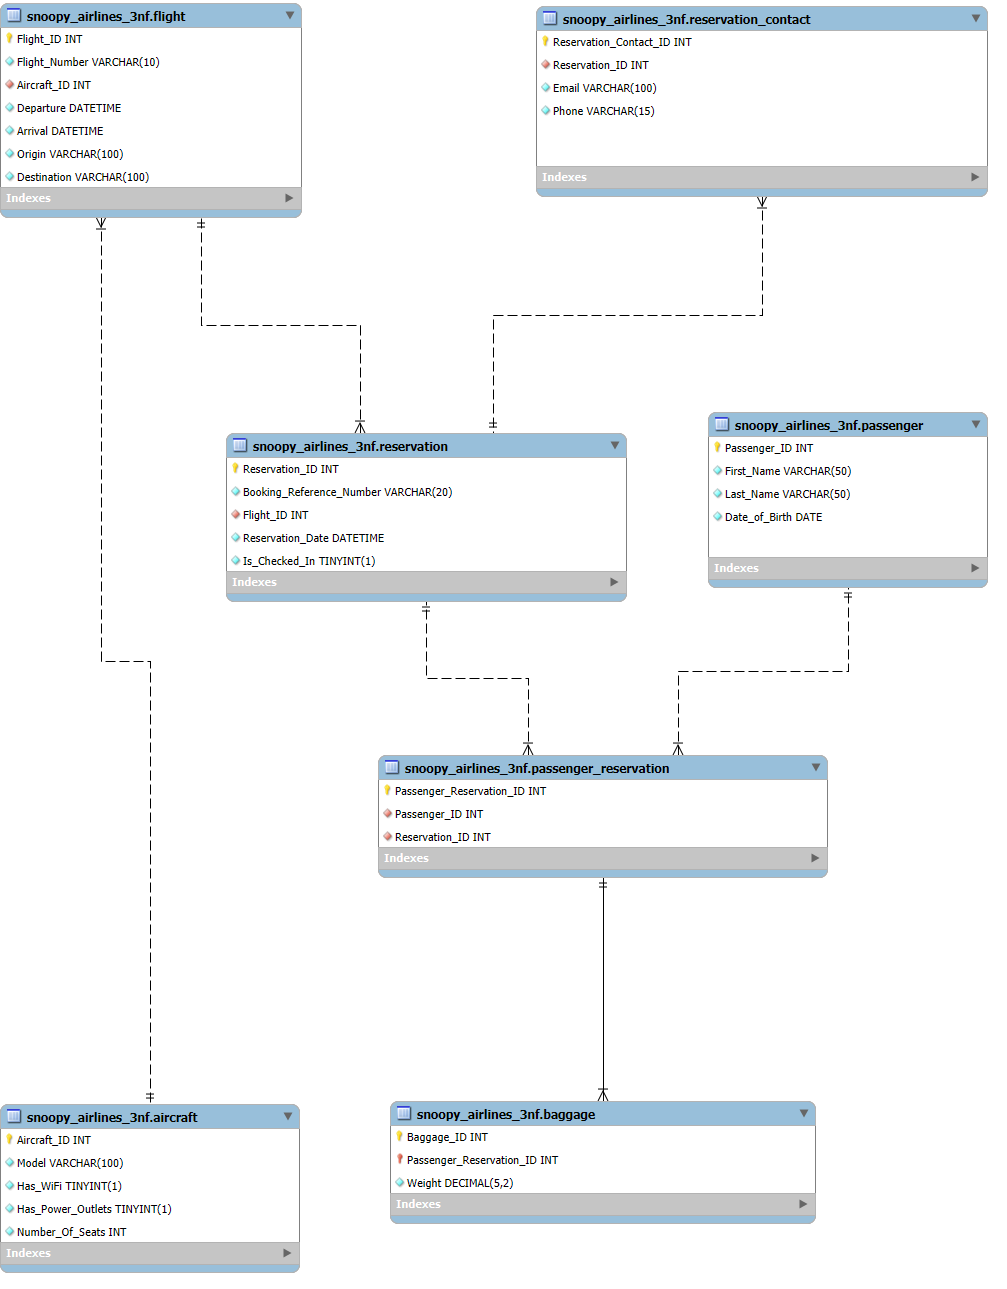 snoopy_airlines_3nf.flight
Flight_ID INT
Flight_Number VARCHAR(10)
Aircraft_ID INT
Departure DATETIME
Arrival DATETIME
Origin VARCHAR(100)
Destination VARCHAR(100)
Indexes
snoopy_airlines_3nf.reservation_contact
Reservation_Contact_ID INT
Reservation_ID INT
Email VARCHAR(100)
Phone VARCHAR(15)
Indexes
snoopy_airlines_3nf.reservation
Reservation_ID INT
Booking_Reference_Number VARCHAR(20)
Flight_ID INT
Reservation_Date DATETIME
Is_Checked_In TINYINT(1)
Indexes
snoopy_airlines_3nf.passenger
Passenger_ID INT
First_Name VARCHAR(50)
Last_Name VARCHAR(50)
Date_of_Birth DATE
Indexes
snoopy_airlines_3nf.passenger_reservation
Passenger_Reservation_ID INT
Passenger_ID INT
Reservation_ID INT
Indexes
snoopy_airlines_3nf.aircraft
Aircraft_ID INT
Model VARCHAR(100)
Has_WiFi TINYINT(1)
Has_Power_Outlets TINYINT(1)
Number_Of_Seats INT
Indexes
snoopy_airlines_3nf.baggage
Baggage_ID INT
Passenger_Reservation_ID INT
Weight DECIMAL(5,2)
Indexes